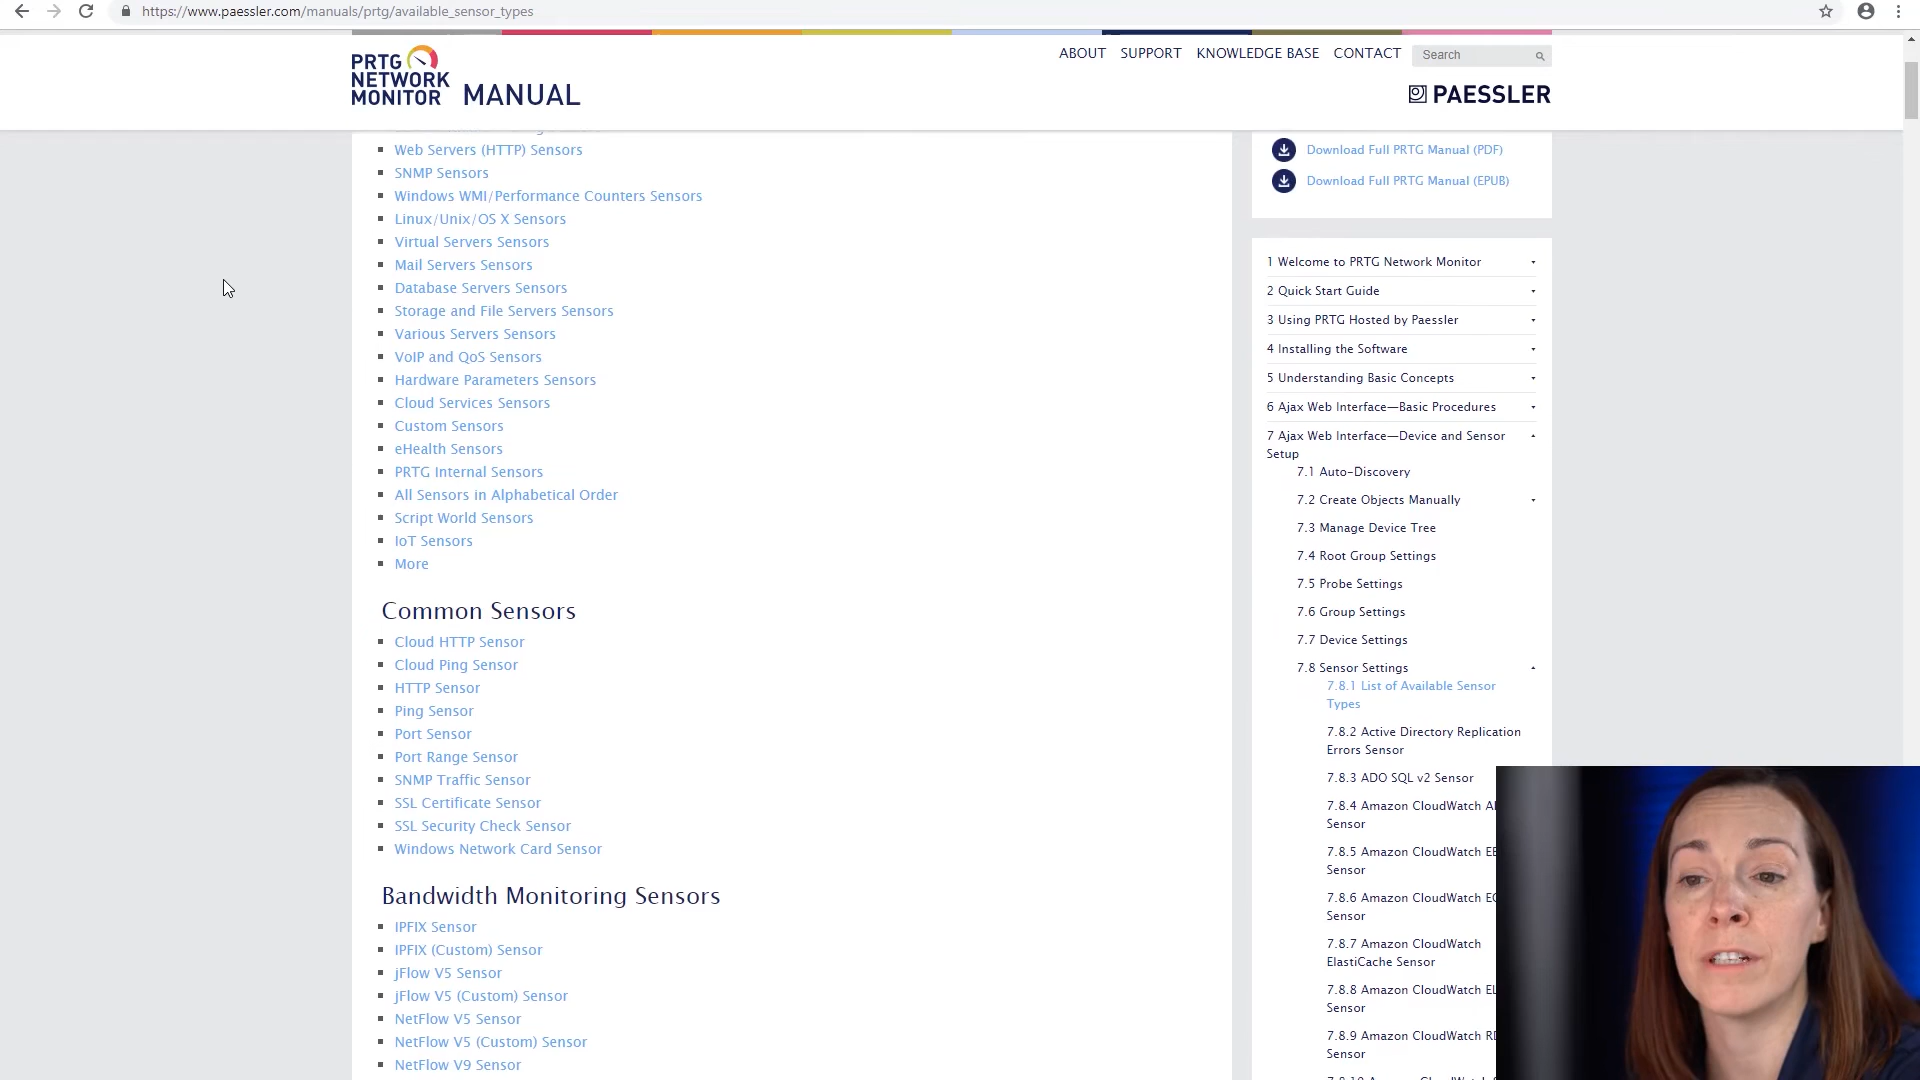 https://www.paessler.com/manuals/prtg/available_sensor_types
PRTG
NETWORK
MONITOR
MANUAL
ABOUT
SUPPORT
KNOWLEDGE BASE
CONTACT
Search
PAESSLER
Web Servers (HTTP) Sensors
SNMP Sensors
Windows WMI/Performance Counters Sensors
Linux/Unix/OS X Sensors
Virtual Servers Sensors
Mail Servers Sensors
Database Servers Sensors
Storage and File Servers Sensors
Various Servers Sensors
VoIP and QoS Sensors
Hardware Parameters Sensors
Cloud Services Sensors
Custom Sensors
eHealth Sensors
PRTG Internal Sensors
All Sensors in Alphabetical Order
Script World Sensors
IoT Sensors
More
Common Sensors
Cloud HTTP Sensor
Cloud Ping Sensor
HTTP Sensor
Ping Sensor
Port Sensor
Port Range Sensor
SNMP Traffic Sensor
SSL Certificate Sensor
SSL Security Check Sensor
Windows Network Card Sensor
Bandwidth Monitoring Sensors
IPFIX Sensor
IPFIX (Custom) Sensor
jFlow V5 Sensor
jFlow V5 (Custom) Sensor
NetFlow V5 Sensor
NetFlow V5 (Custom) Sensor
NetFlow V9 Sensor
Download Full PRTG Manual (PDF)
Download Full PRTG Manual (EPUB)
1 Welcome to PRTG Network Monitor
2 Quick Start Guide
3 Using PRTG Hosted by Paessler
4 Installing the Software
5 Understanding Basic Concepts
6 Ajax Web Interface—Basic Procedures
7 Ajax Web Interface—Device and Sensor
Setup
7.1 Auto-Discovery
7.2 Create Objects Manually
7.3 Manage Device Tree
7.4 Root Group Settings
7.5 Probe Settings
7.6 Group Settings
7.7 Device Settings
7.8 Sensor Settings
7.8.1 List of Available Sensor
Types
7.8.2 Active Directory Replication
Errors Sensor
7.8.3 ADO SQL v2 Sensor
7.8.4 Amazon CloudWatch
Sensor
7.8.5 Amazon CloudWatch
Sensor
7.8.6 Amazon CloudWatch
Sensor
7.8.7 Amazon CloudWatch
ElastiCache Sensor
7.8.8 Amazon CloudWatch
Sensor
7.8.9 Amazon CloudWatch
Sensor